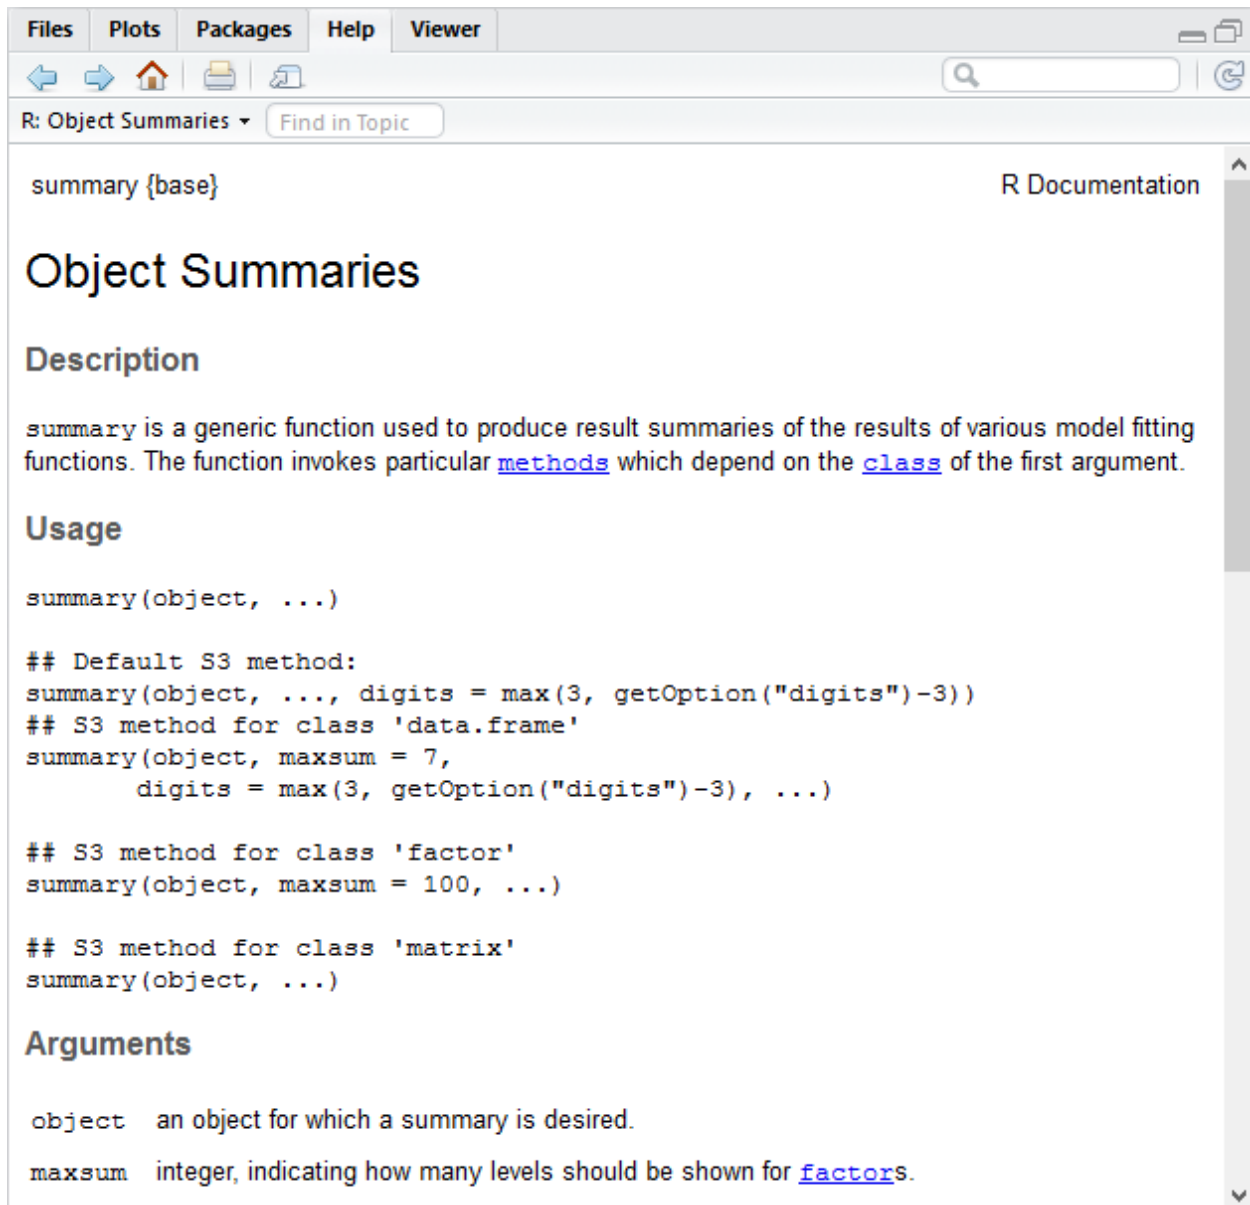 Files Plots Packages Help Viewer
R: Object Summaries Find in Topic
summary {base} R Documentation
Object Summaries
Description
summary is a generic function used to produce result summaries of the results of various model fitting
functions. The function invokes particular methods which depend on the class of the first argument.
Usage
summary(object, ...)
## Default S3 method:
summary(object, ..., digits = max(3, getOption("digits")-3))
## S3 method for class 'data.frame'
summary(object, maxsum = 7,
       digits = max(3, getOption("digits")-3), ...)
## S3 method for class 'factor'
summary(object, maxsum = 100, ...)
## S3 method for class 'matrix'
summary(object, ...)
Arguments
object an object for which a summary is desired.
maxsum integer, indicating how many levels should be shown for factors.